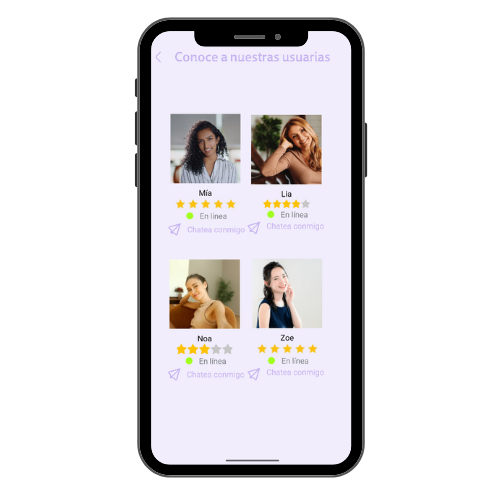 Conoce a nuestras usuarias
Mía
Lia
En línea
En línea
Chatea conmigo
Chatea conmigo
Noa
Zoe
En línea
En línea
Chatea conmigo
Chatea conmigo